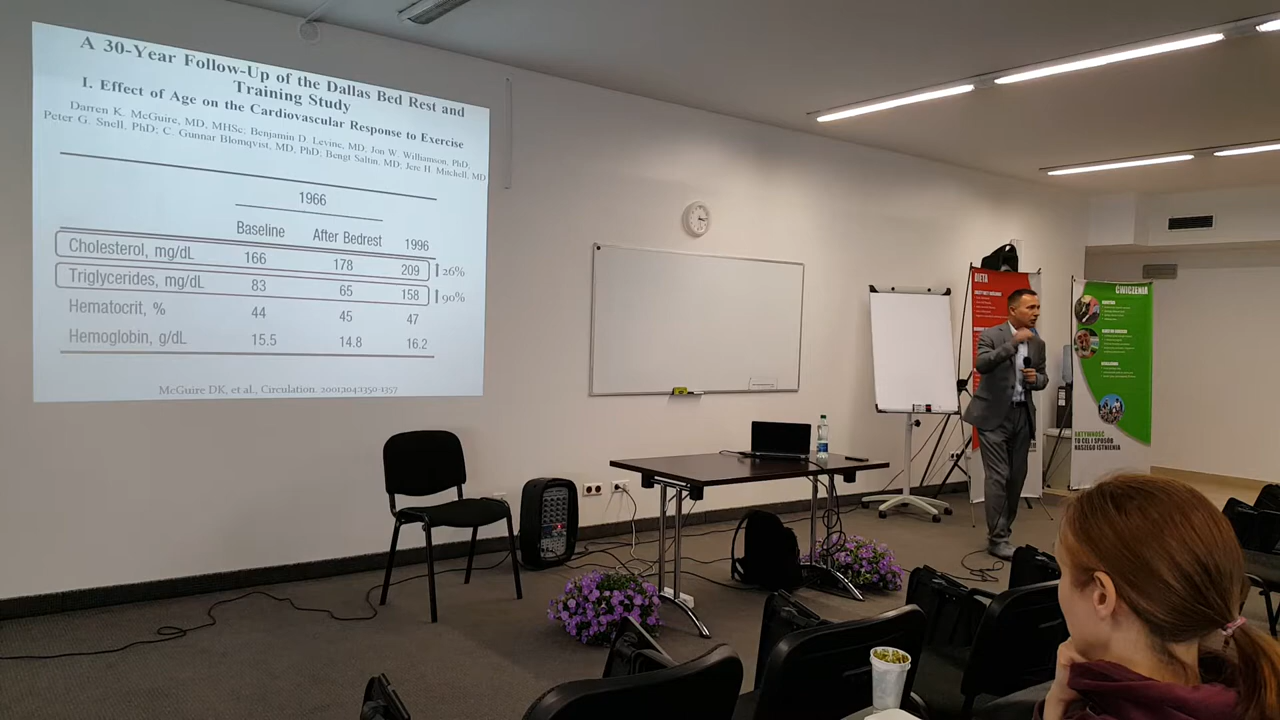 A 30-Year Follow-Up of the Dallas Bed Rest and
Training Study
I. Effect of Age on the Cardiovascular Response to Exercise
Darren K. McGuire, MD, MHSc; Benjamin D. Levine, MD; Jon W. Williamson, PhD;
Peter G. Snell, PhD; C. Gunnar Blomqvist, MD, PhD; Bengt Saltin, MD; Jere H. Mitchell, MD
1966
Baseline After Bedrest 1996
Cholesterol, mg/dL 166 178 209 26%
Triglycerides, mg/dL 83 65 158 90%
Hematocrit, % 44 45 47
Hemoglobin, g/dL 15.5 14.8 16.2
McGuire DK, et al., Circulation. 2001;104:1350-1357
DIETA
ĆWICZENIA
AKTYWNOŚĆ
TO CEL I SPOSÓB
NASZEGO ISTNIENIA